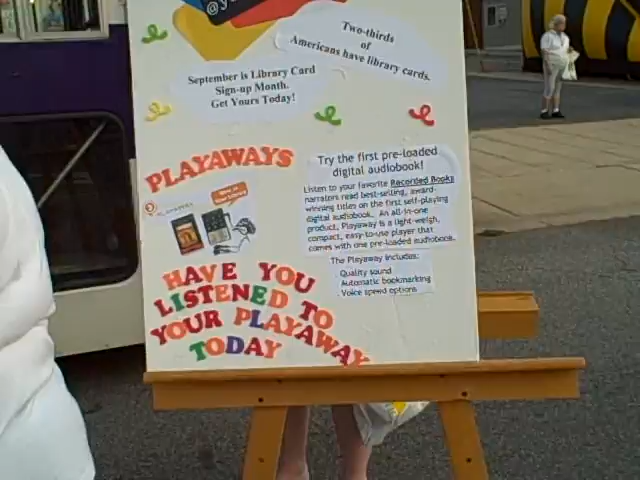 @yo
Two-thirds
of
Americans have library cards.
September is Library Card
Sign-up Month.
Get Yours Today!
PLAYAWAYS
Try the first pre-loaded
digital audiobook!
Listen to your favorite Recorded Books
narrators read best-selling, award-
winning titles on the first self-playing
digital audiobook. An all-in-one
product, Playaway is a light-weigh,
compact, easy-to-use player that
comes with one pre-loaded audiobook.
The Playaway includes:
Quality sound
Automatic bookmarking
Voice speed options
HAVE YOU
LISTENED TO
YOUR PLAYAWAY
TODAY